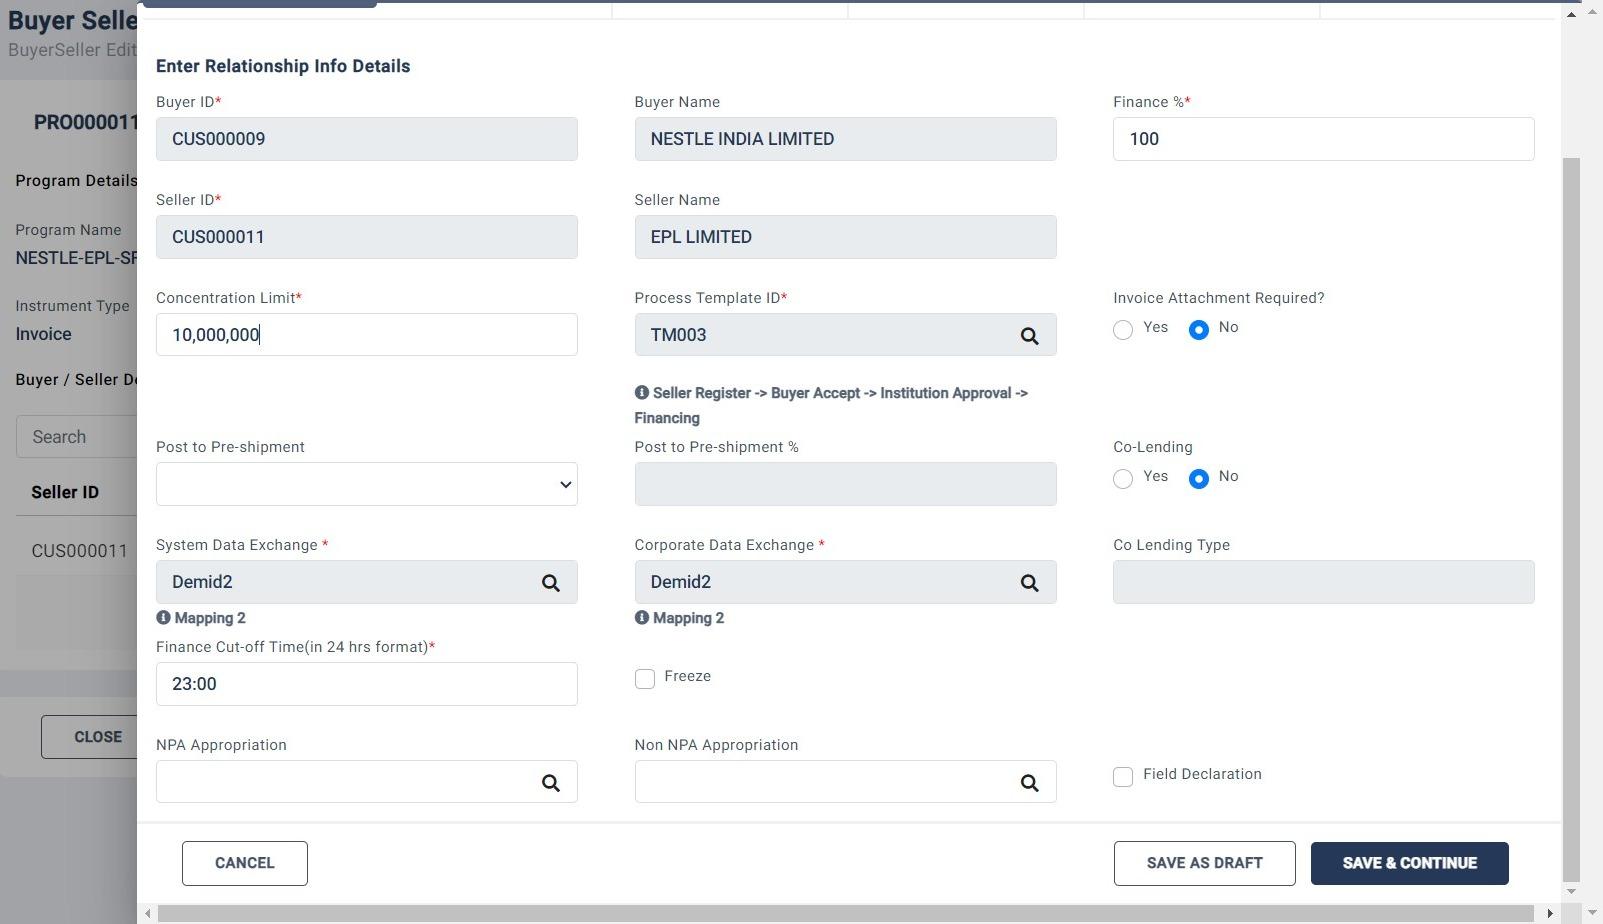 Buyer Selle
BuyerSeller Edit
PRO000011
Program Details
Program Name
NESTLE-EPL-SF
Instrument Type
Invoice
Buyer / Seller De
Search
Seller ID
CUS000011
CLOSE
Enter Relationship Info Details
Buyer ID*
CUS000009
Buyer Name
NESTLE INDIA LIMITED
Finance %*
100
Seller ID*
CUS000011
Seller Name
EPL LIMITED
Concentration Limit*
10,000,000
Process Template ID*
TM003
Invoice Attachment Required?
Yes No
Seller Register -> Buyer Accept -> Institution Approval ->
Financing
Post to Pre-shipment
Post to Pre-shipment %
Co-Lending
Yes No
System Data Exchange *
Demid2
Mapping 2
Corporate Data Exchange *
Demid2
Mapping 2
Co Lending Type
Finance Cut-off Time(in 24 hrs format)*
23:00
Freeze
NPA Appropriation
Non NPA Appropriation
Field Declaration
CANCEL
SAVE AS DRAFT
SAVE & CONTINUE